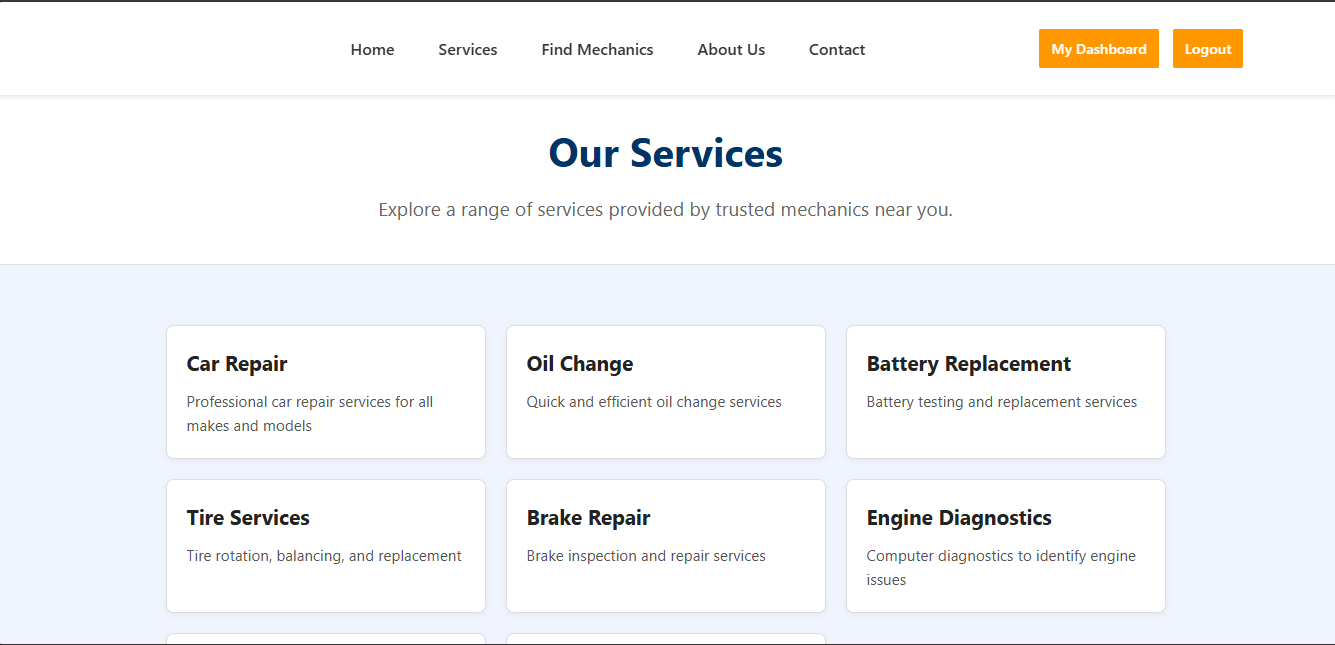 Home Services Find Mechanics About Us Contact My Dashboard Logout
Our Services
Explore a range of services provided by trusted mechanics near you.
Car Repair
Professional car repair services for all
makes and models
Oil Change
Quick and efficient oil change services
Battery Replacement
Battery testing and replacement services
Tire Services
Tire rotation, balancing, and replacement
Brake Repair
Brake inspection and repair services
Engine Diagnostics
Computer diagnostics to identify engine
issues